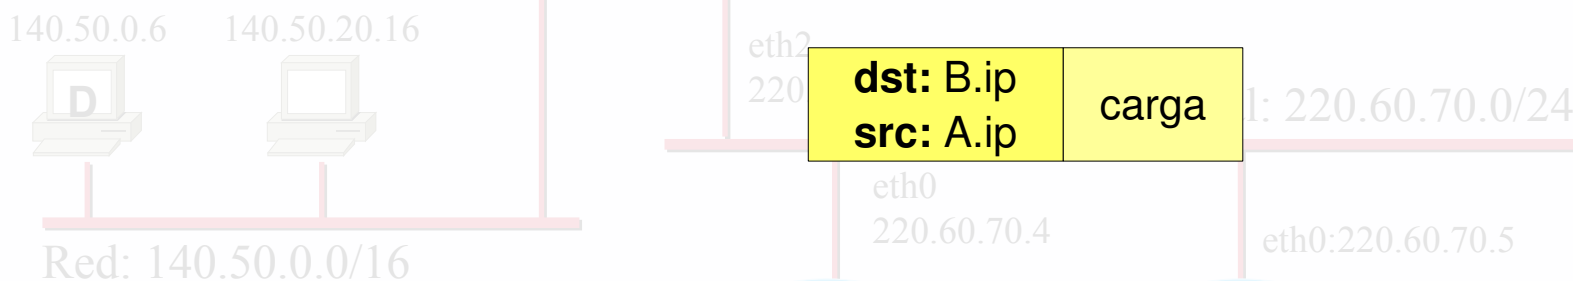 140.50.0.6
140.50.20.16
D
Red: 140.50.0.0/16
eth2
220
dst: B.ip
src: A.ip
carga
l: 220.60.70.0/24
eth0
220.60.70.4
eth0:220.60.70.5